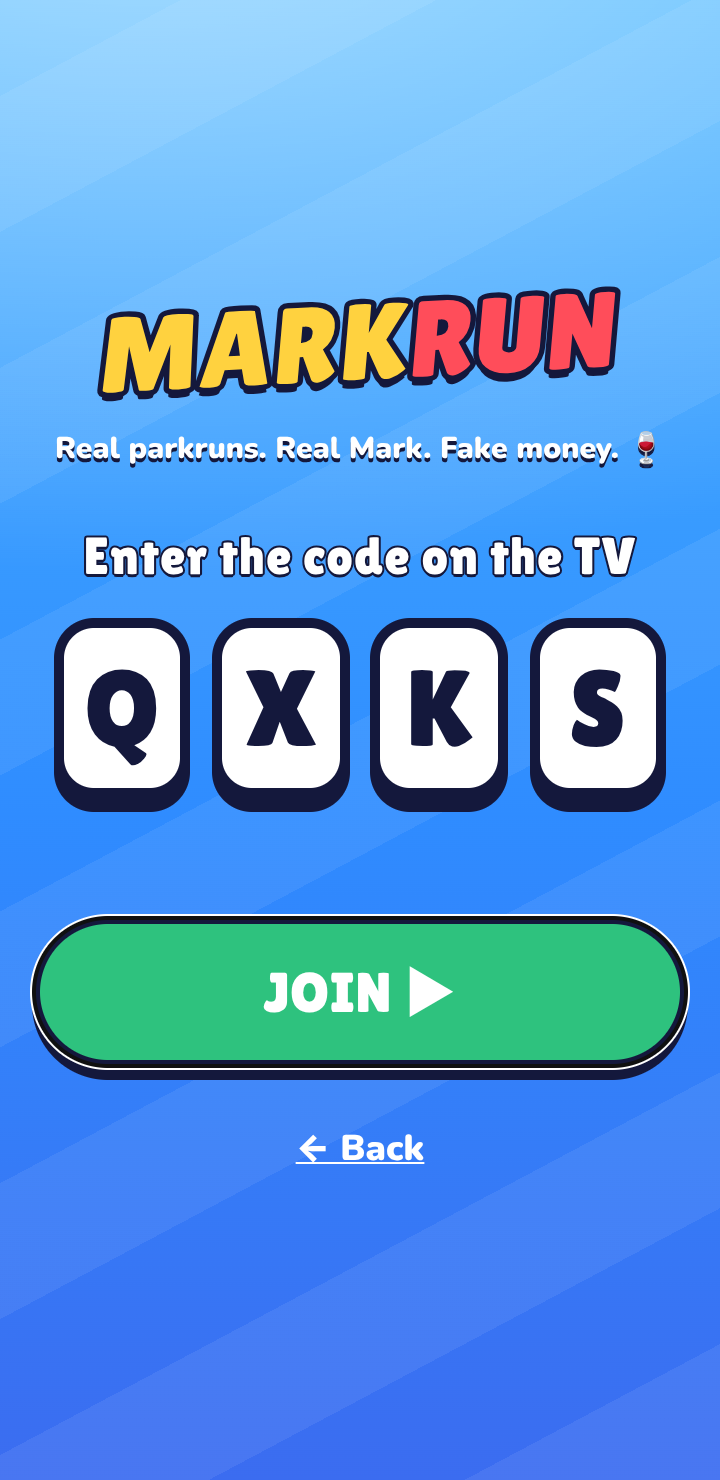 MARKRUN
Real parkruns. Real Mark. Fake money. 🍷
Enter the code on the TV
Q X K S
JOIN ▶
← Back